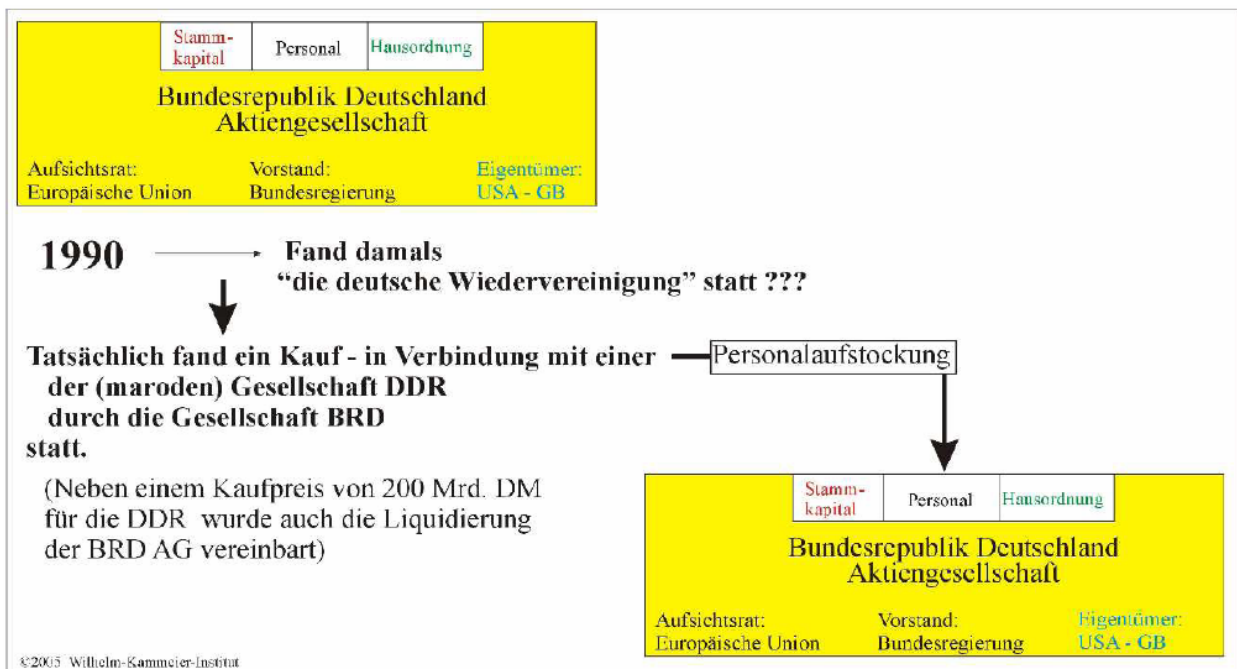 Stamm-
kapital
Personal
Hausordnung
Bundesrepublik Deutschland
Aktiengesellschaft
Aufsichtsrat:
Europäische Union
Vorstand:
Bundesregierung
Eigentümer:
USA - GB
1990
Fand damals
“die deutsche Wiedervereinigung” statt ???
Tatsächlich fand ein Kauf - in Verbindung mit einer
Personalaufstockung
der (maroden) Gesellschaft DDR
durch die Gesellschaft BRD
statt.
(Neben einem Kaufpreis von 200 Mrd. DM
für die DDR wurde auch die Liquidierung
der BRD AG vereinbart)
Stamm-
kapital
Personal
Hausordnung
Bundesrepublik Deutschland
Aktiengesellschaft
Aufsichtsrat:
Europäische Union
Vorstand:
Bundesregierung
Eigentümer:
USA - GB
©2005 Wilhelm-Kammeier-Institut